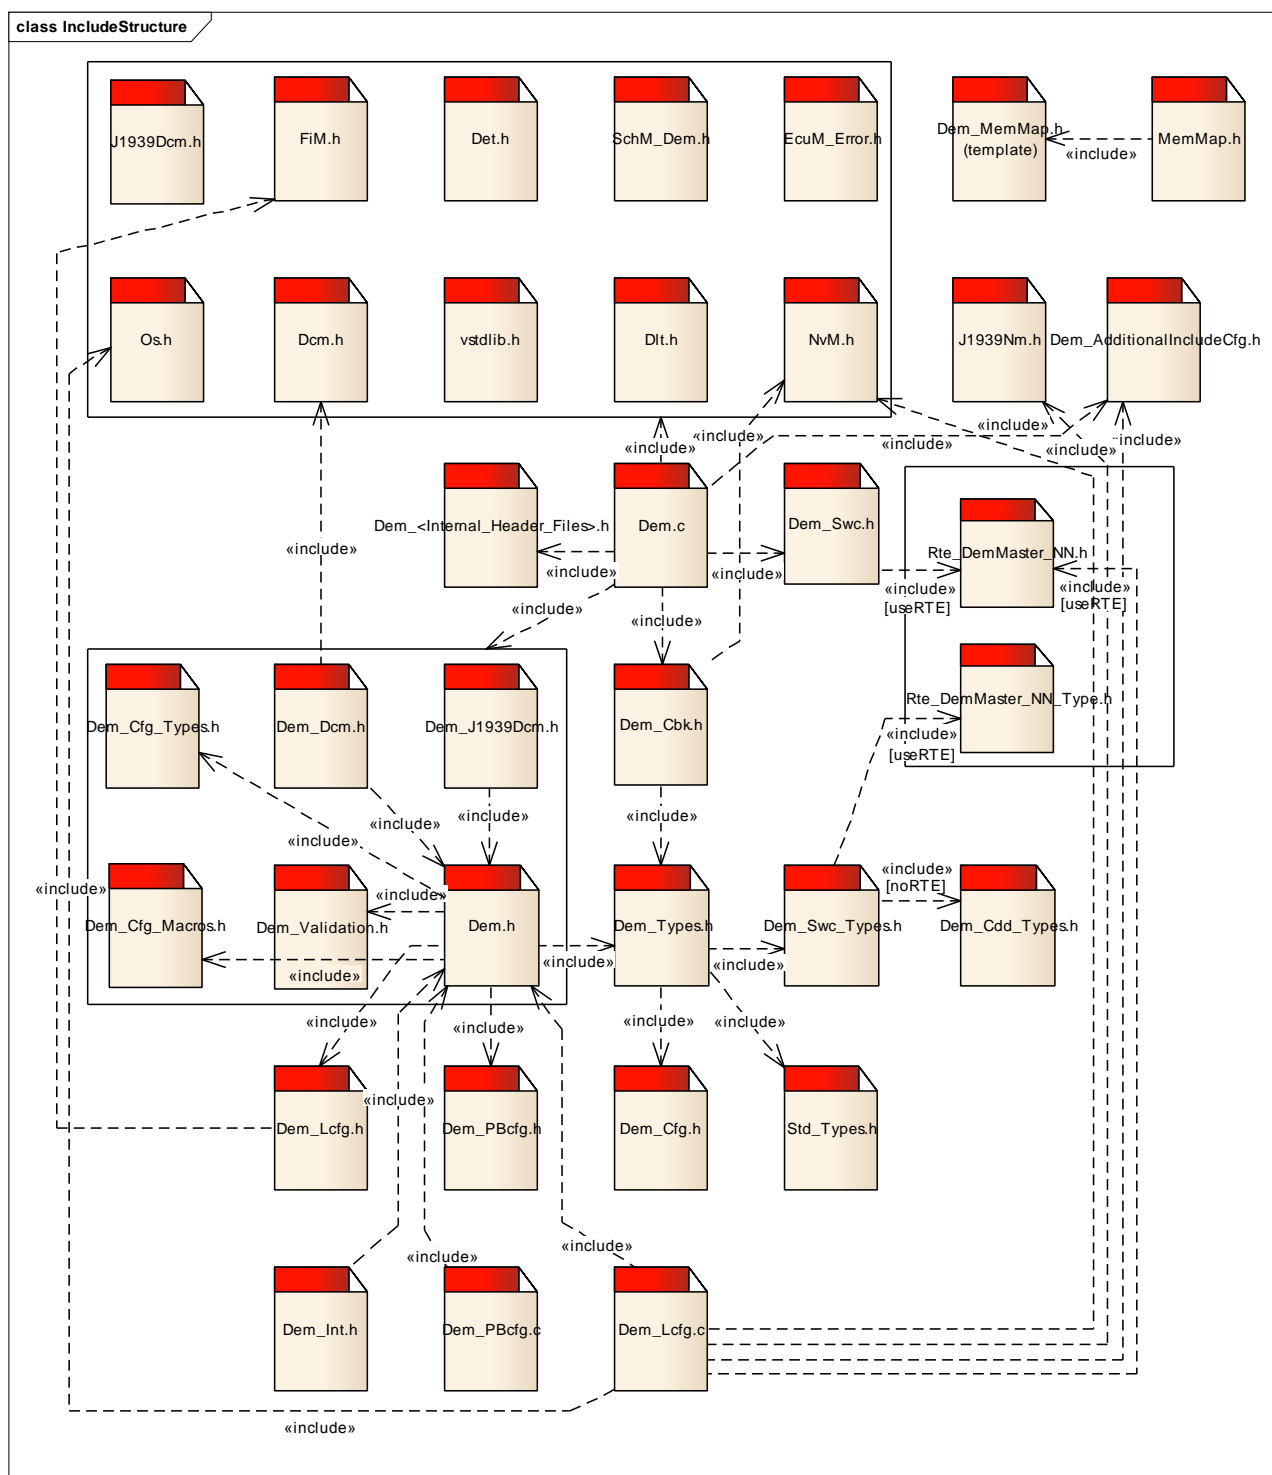 class IncludeStructure
J1939Dcm.h
FiM.h
Det.h
SchM_Dem.h
EcuM_Error.h
Dem_MemMap.h
(template)
«include»
MemMap.h
Os.h
Dcm.h
vstdlib.h
Dlt.h
NvM.h
J1939Nm.h
Dem_AdditionalIncludeCfg.h
«include»
«include»
«include»
«include»
«include»
«include»
«include»
Dem_<Internal_Header_Files>.h
Dem.c
Dem_Swc.h
«include»
«include»
«include»
«include»
«include»
«include»
[useRTE]
Rte_DemMaster_NN.h
«include»
[useRTE]
Dem_Cfg_Types.h
Dem_Dcm.h
Dem_J1939Dcm.h
Dem_Cbk.h
Rte_DemMaster_NN_Type.h
«include»
[useRTE]
«include»
«include»
«include»
«include»
«include»
«include»
[noRTE]
«include»
«include»
Dem_Cfg_Macros.h
Dem_Validation.h
Dem.h
Dem_Types.h
Dem_Swc_Types.h
Dem_Cdd_Types.h
«include»
«include»
«include»
«include»
«include»
«include»
«include»
«include»
Dem_Lcfg.h
Dem_PBcfg.h
Dem_Cfg.h
Std_Types.h
«include»
«include»
Dem_Int.h
Dem_PBcfg.c
Dem_Lcfg.c
«include»